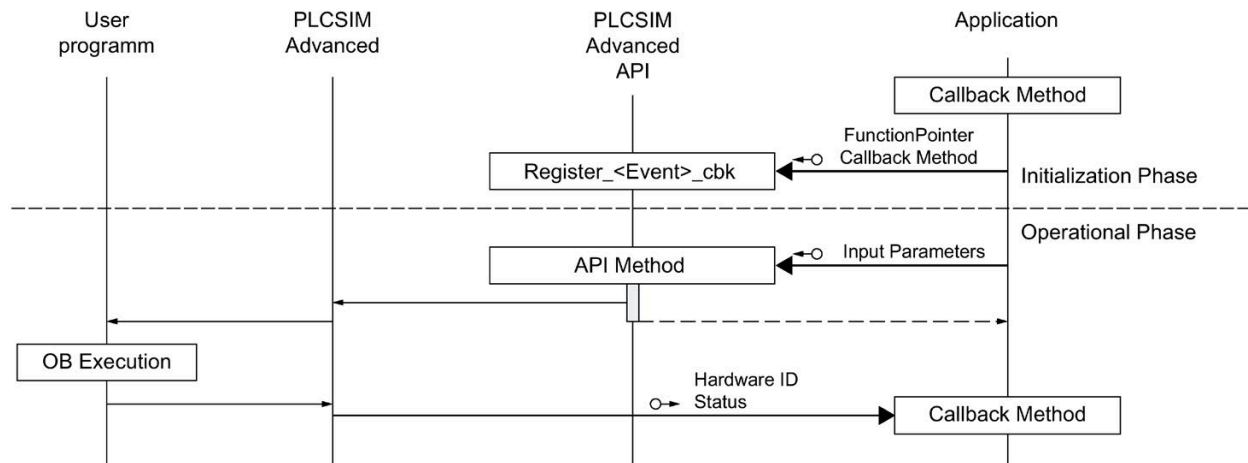 User
programm
PLCSIM
Advanced
PLCSIM
Advanced
API
Application
Callback Method
FunctionPointer
Callback Method
Register_<Event>_cbk
Initialization Phase
Operational Phase
Input Parameters
API Method
OB Execution
Hardware ID
Status
Callback Method